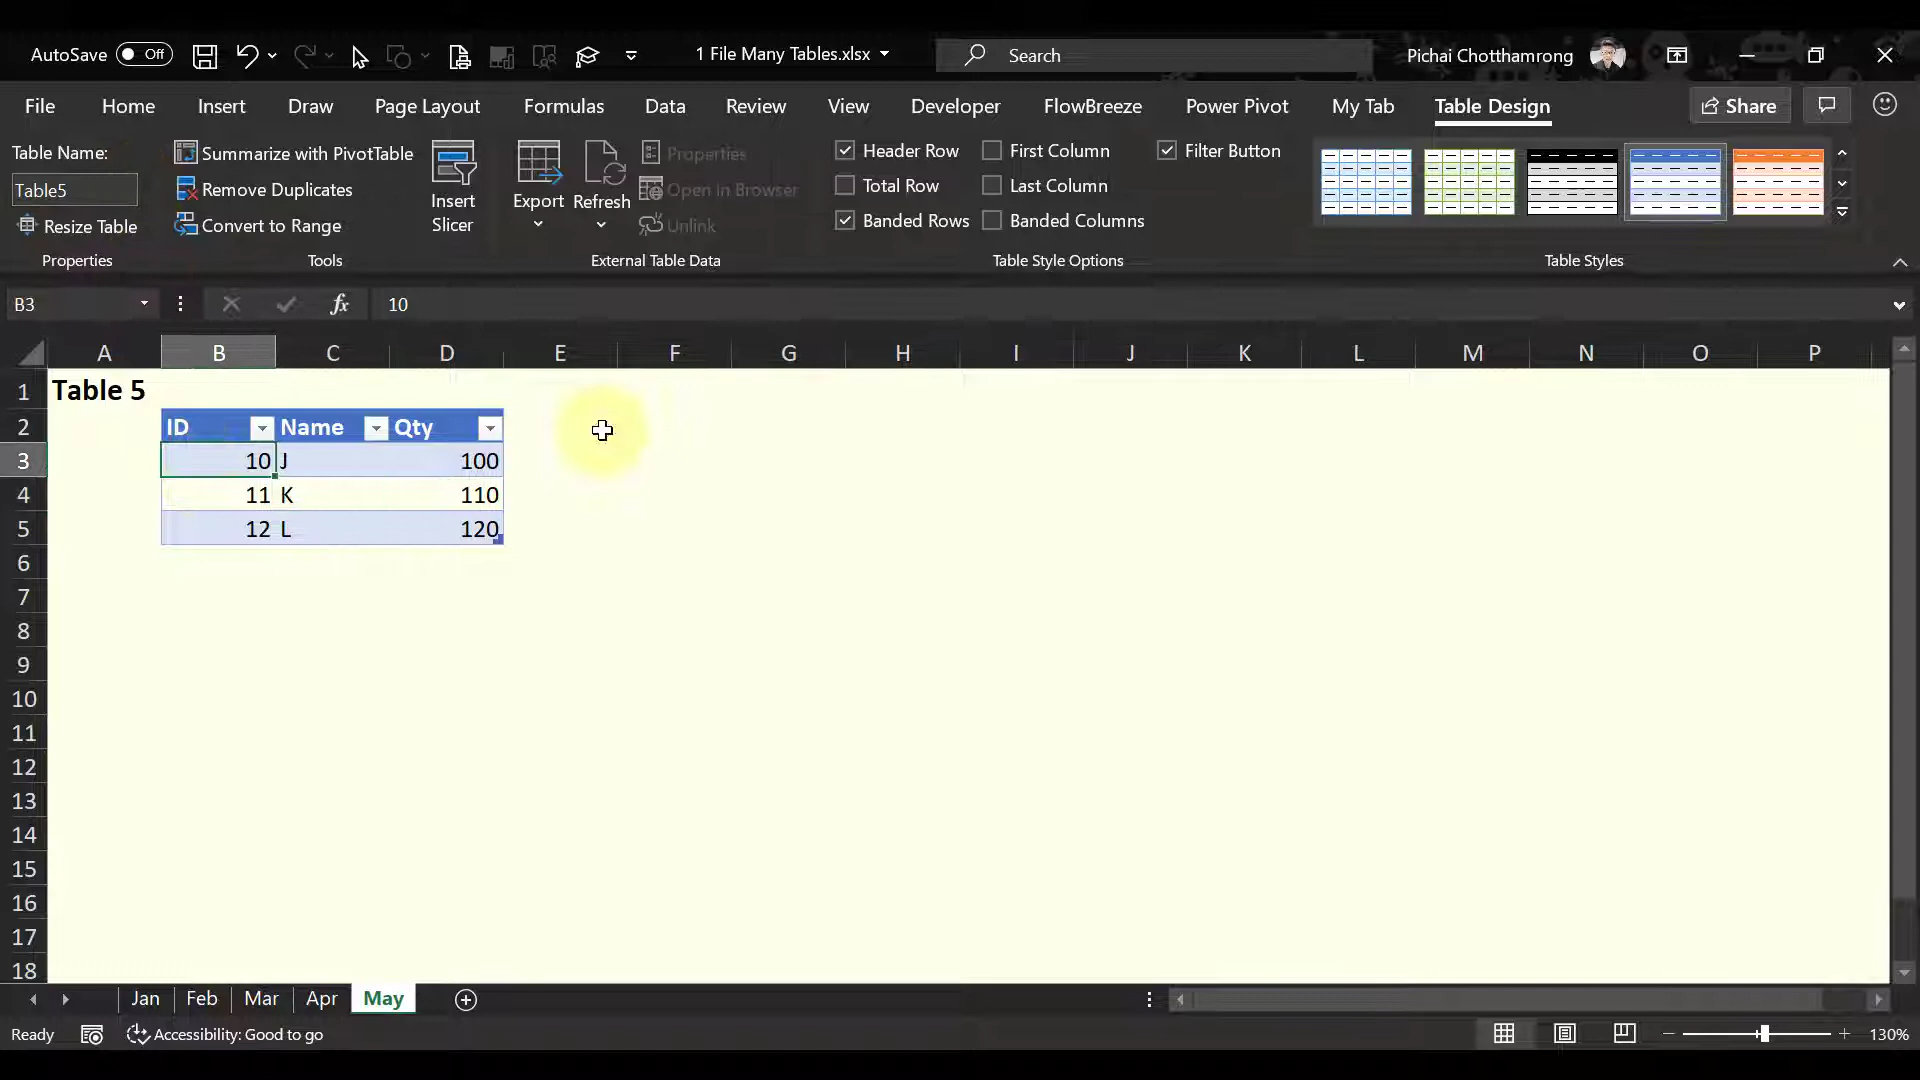 AutoSave Off 1 File Many Tables.xlsx Search Pichai Chotthamrong
File Home Insert Draw Page Layout Formulas Data Review View Developer FlowBreeze Power Pivot My Tab Table Design Share
Table Name:
Table5
Resize Table
Properties
Summarize with PivotTable
Remove Duplicates
Convert to Range
Tools
Insert
Slicer
Export
Refresh
Properties
Open in Browser
Unlink
External Table Data
Header Row First Column Filter Button
Total Row Last Column
Banded Rows Banded Columns
Table Style Options
Table Styles
B3 fx 10
A B C D E F G H I J K L M N O P
1 Table 5
2 ID Name Qty
3 10 J 100
4 11 K 110
5 12 L 120
6
7
8
9
10
11
12
13
14
15
16
17
18
Jan Feb Mar Apr May
Ready Accessibility: Good to go 130%